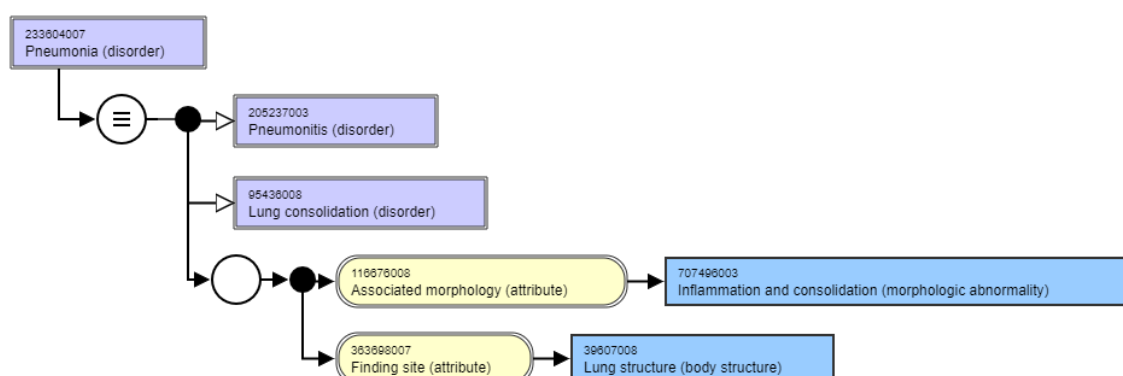 233604007
Pneumonia (disorder)
205237003
Pneumonitis (disorder)
95436008
Lung consolidation (disorder)
116676008
Associated morphology (attribute)
707496003
Inflammation and consolidation (morphologic abnormality)
363698007
Finding site (attribute)
39607008
Lung structure (body structure)